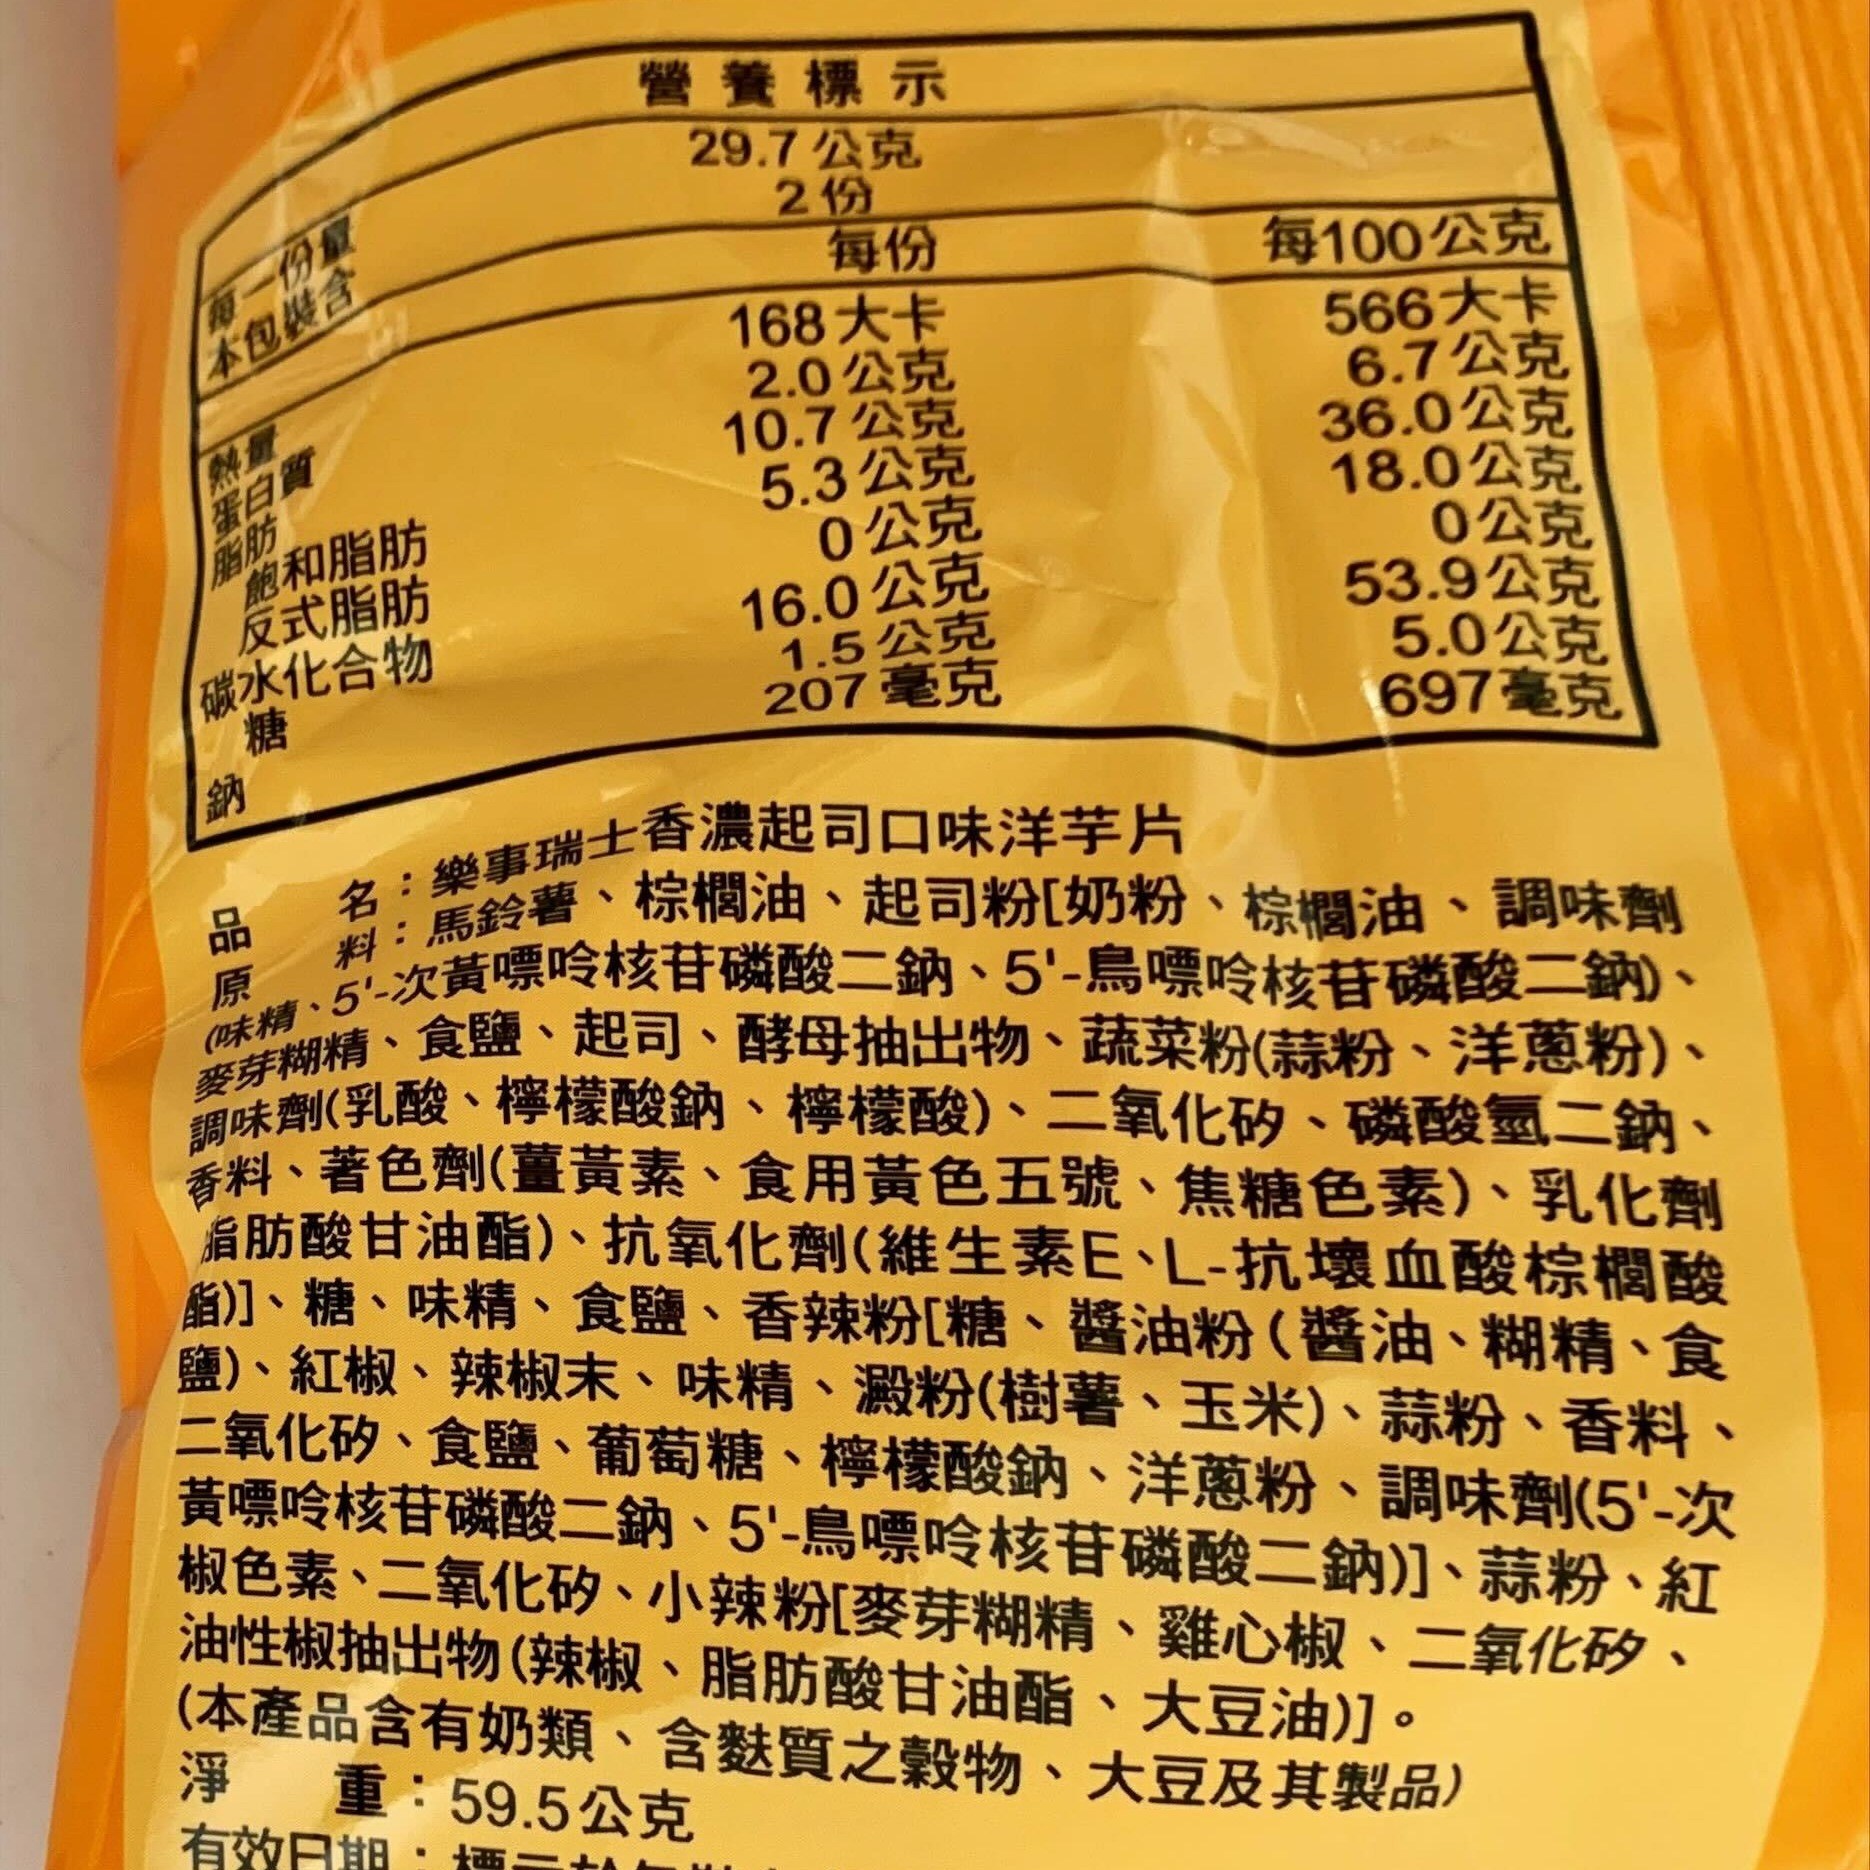 營養標示
每一份量 29.7公克
本包裝含 2份
每份 每100公克
熱量 168大卡 566大卡
蛋白質 2.0公克 6.7公克
脂肪 10.7公克 36.0公克
飽和脂肪 5.3公克 18.0公克
反式脂肪 0公克 0公克
碳水化合物 16.0公克 53.9公克
糖 1.5公克 5.0公克
鈉 207毫克 697毫克
品名：樂事瑞士香濃起司口味洋芋片
原料：馬鈴薯、棕櫚油、起司粉[奶粉、棕櫚油、調味劑
(味精、5'-次黃嘌呤核苷磷酸二鈉、5'-鳥嘌呤核苷磷酸二鈉)、
麥芽糊精、食鹽、起司、酵母抽出物、蔬菜粉(蒜粉、洋蔥粉)、
調味劑(乳酸、檸檬酸鈉、檸檬酸)、二氧化矽、磷酸氫二鈉、
香料、著色劑(薑黃素、食用黃色五號、焦糖色素)、乳化劑
(脂肪酸甘油酯)、抗氧化劑(維生素E、L-抗壞血酸棕櫚酸
酯)]、糖、味精、食鹽、香辣粉[糖、醬油粉(醬油、糊精、食
鹽)、紅椒、辣椒末、味精、澱粉(樹薯、玉米)、蒜粉、香料、
二氧化矽、食鹽、葡萄糖、檸檬酸鈉、洋蔥粉、調味劑(5'-次
黃嘌呤核苷磷酸二鈉、5'-鳥嘌呤核苷磷酸二鈉)]、蒜粉、紅
椒色素、二氧化矽、小辣粉[麥芽糊精、雞心椒、二氧化矽、
油性椒抽出物(辣椒、脂肪酸甘油酯、大豆油)]。
(本產品含有奶類、含麩質之穀物、大豆及其製品)
淨重：59.5公克
有效日期：標示於